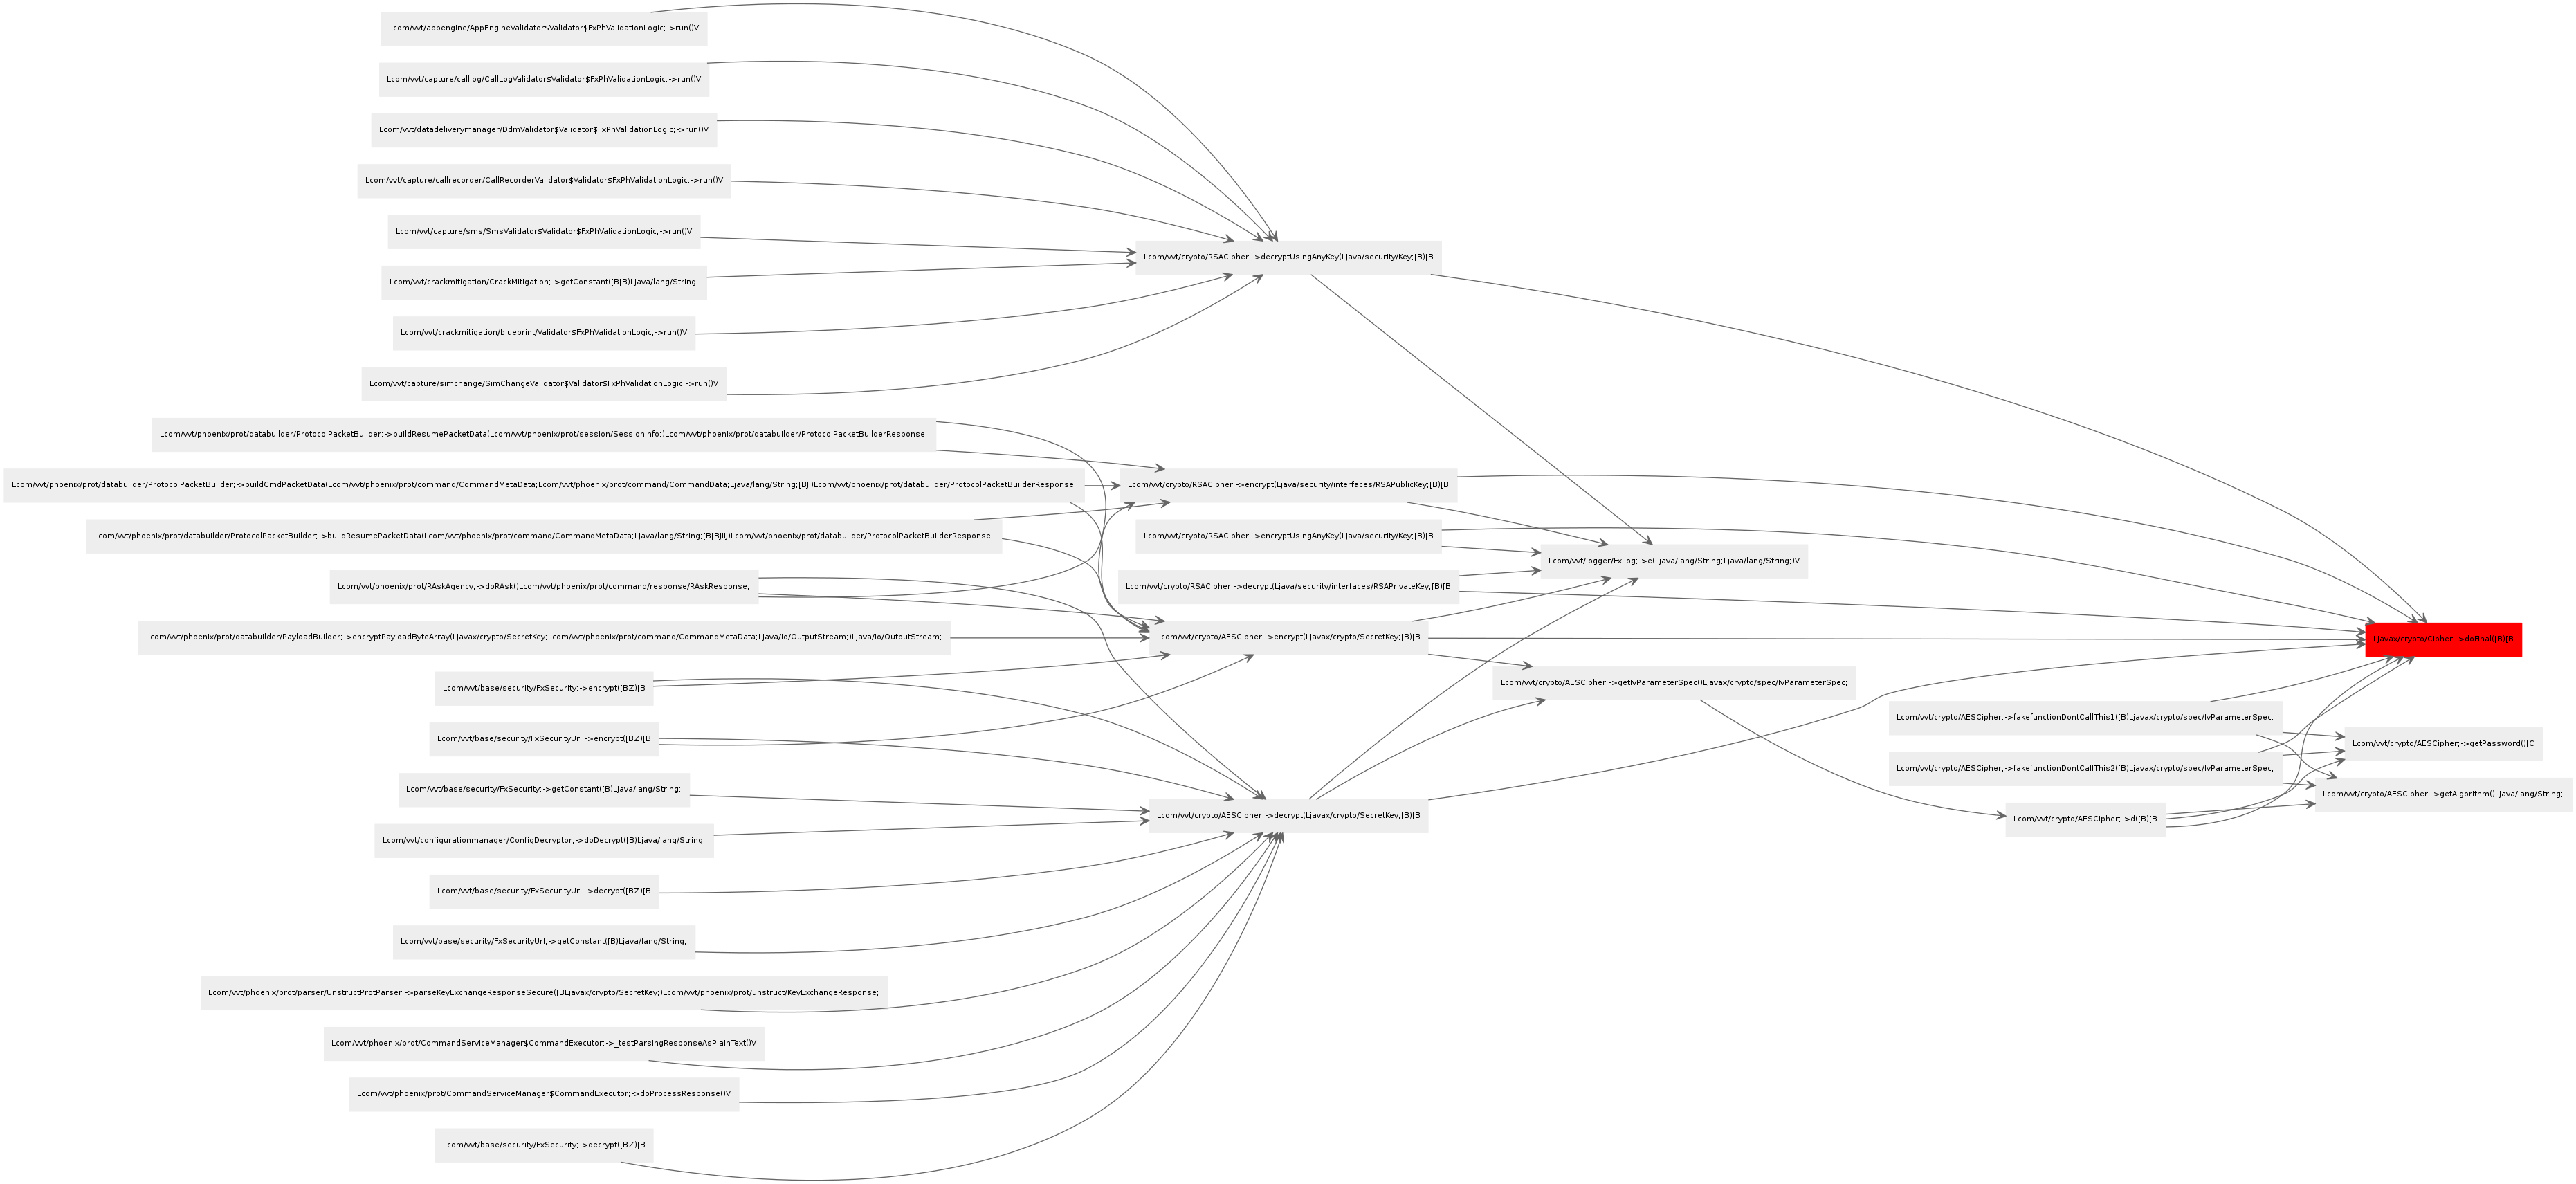 Lcom/vvt/appengine/AppEngineValidator$Validator$FxPhValidationLogic;->run()V
Lcom/vvt/capture/calllog/CallLogValidator$Validator$FxPhValidationLogic;->run()V
Lcom/vvt/datadeliverymanager/DdmValidator$Validator$FxPhValidationLogic;->run()V
Lcom/vvt/capture/callrecorder/CallRecorderValidator$Validator$FxPhValidationLogic;->run()V
Lcom/vvt/capture/sms/SmsValidator$Validator$FxPhValidationLogic;->run()V
Lcom/vvt/crackmitigation/CrackMitigation;->getConstant([B[B)Ljava/lang/String;
Lcom/vvt/crackmitigation/blueprint/Validator$FxPhValidationLogic;->run()V
Lcom/vvt/capture/simchange/SimChangeValidator$Validator$FxPhValidationLogic;->run()V
Lcom/vvt/phoenix/prot/databuilder/ProtocolPacketBuilder;->buildResumePacketData(Lcom/vvt/phoenix/prot/session/SessionInfo;)Lcom/vvt/phoenix/prot/databuilder/ProtocolPacketBuilderResponse;
Lcom/vvt/phoenix/prot/databuilder/ProtocolPacketBuilder;->buildCmdPacketData(Lcom/vvt/phoenix/prot/command/CommandMetaData;Lcom/vvt/phoenix/prot/command/CommandData;Ljava/lang/String;[BJI)Lcom/vvt/phoenix/prot/databuilder/ProtocolPacketBuilderResponse;
Lcom/vvt/phoenix/prot/databuilder/ProtocolPacketBuilder;->buildResumePacketData(Lcom/vvt/phoenix/prot/command/CommandMetaData;Ljava/lang/String;[B[BJIIJ)Lcom/vvt/phoenix/prot/databuilder/ProtocolPacketBuilderResponse;
Lcom/vvt/phoenix/prot/RAskAgency;->doRAsk()Lcom/vvt/phoenix/prot/command/response/RAskResponse;
Lcom/vvt/phoenix/prot/databuilder/PayloadBuilder;->encryptPayloadByteArray(Ljavax/crypto/SecretKey;Lcom/vvt/phoenix/prot/command/CommandMetaData;Ljava/io/OutputStream;)Ljava/io/OutputStream;
Lcom/vvt/base/security/FxSecurity;->encrypt([BZ)[B
Lcom/vvt/base/security/FxSecurityUrl;->encrypt([BZ)[B
Lcom/vvt/base/security/FxSecurity;->getConstant([B)Ljava/lang/String;
Lcom/vvt/configurationmanager/ConfigDecryptor;->doDecrypt([B)Ljava/lang/String;
Lcom/vvt/base/security/FxSecurityUrl;->decrypt([BZ)[B
Lcom/vvt/base/security/FxSecurityUrl;->getConstant([B)Ljava/lang/String;
Lcom/vvt/phoenix/prot/parser/UnstructProtParser;->parseKeyExchangeResponseSecure([BLjavax/crypto/SecretKey;)Lcom/vvt/phoenix/prot/unstruct/KeyExchangeResponse;
Lcom/vvt/phoenix/prot/CommandServiceManager$CommandExecutor;->_testParsingResponseAsPlainText()V
Lcom/vvt/phoenix/prot/CommandServiceManager$CommandExecutor;->doProcessResponse()V
Lcom/vvt/base/security/FxSecurity;->decrypt([BZ)[B
Lcom/vvt/crypto/RSACipher;->decryptUsingAnyKey(Ljava/security/Key;[B)[B
Lcom/vvt/crypto/RSACipher;->encrypt(Ljava/security/interfaces/RSAPublicKey;[B)[B
Lcom/vvt/crypto/RSACipher;->encryptUsingAnyKey(Ljava/security/Key;[B)[B
Lcom/vvt/crypto/RSACipher;->decrypt(Ljava/security/interfaces/RSAPrivateKey;[B)[B
Lcom/vvt/crypto/AESCipher;->encrypt(Ljavax/crypto/SecretKey;[B)[B
Lcom/vvt/crypto/AESCipher;->decrypt(Ljavax/crypto/SecretKey;[B)[B
Lcom/vvt/logger/FxLog;->e(Ljava/lang/String;Ljava/lang/String;)V
Lcom/vvt/crypto/AESCipher;->getIvParameterSpec()Ljavax/crypto/spec/IvParameterSpec;
Lcom/vvt/crypto/AESCipher;->fakefunctionDontCallThis1([B)Ljavax/crypto/spec/IvParameterSpec;
Lcom/vvt/crypto/AESCipher;->fakefunctionDontCallThis2([B)Ljavax/crypto/spec/IvParameterSpec;
Lcom/vvt/crypto/AESCipher;->d([B)[B
Ljavax/crypto/Cipher;->doFinal([B)[B
Lcom/vvt/crypto/AESCipher;->getPassword()[C
Lcom/vvt/crypto/AESCipher;->getAlgorithm()Ljava/lang/String;